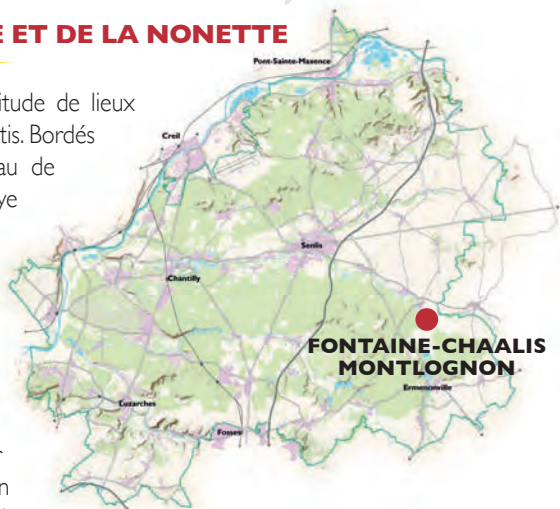 E ET DE LA NONETTE
itude de lieux
tis. Bordés
au de
ye
n
Pont-Sainte-Maxence
Creil
Senlis
Chantilly
FONTAINE-CHAALIS
MONTLOGNON
Ermenonville
Luzarches
Fosses